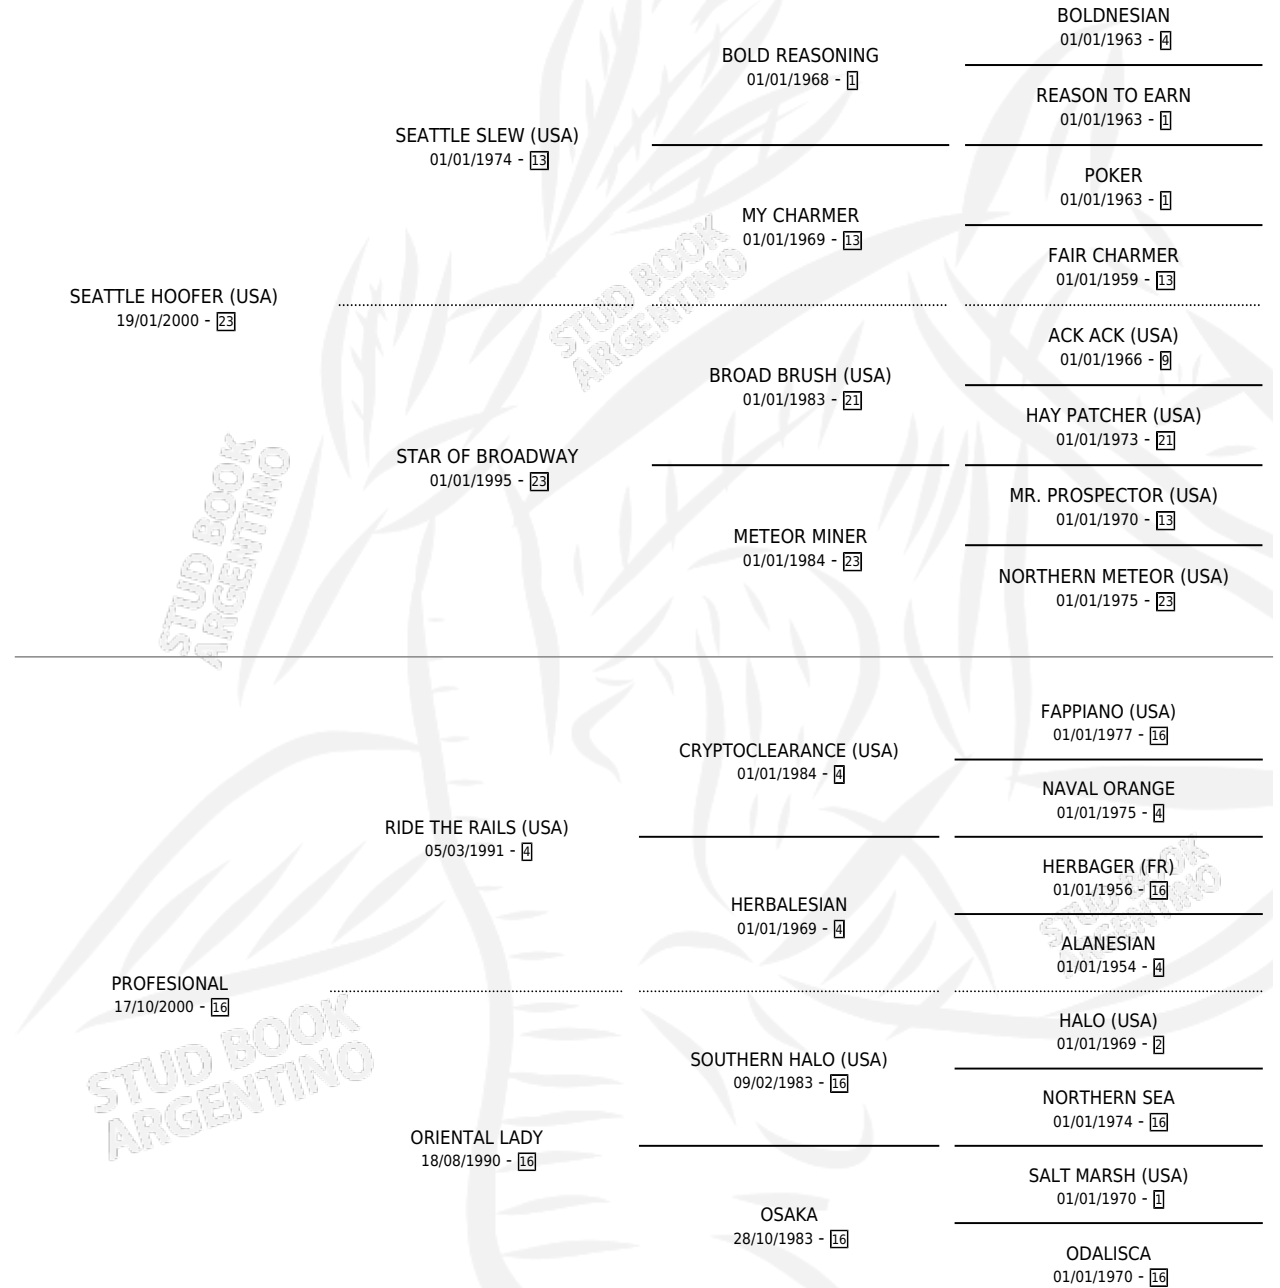 BOLDNESIAN
01/01/1963 - 4
BOLD REASONING
01/01/1968 - 1
REASON TO EARN
01/01/1963 - 1
SEATTLE SLEW (USA)
01/01/1974 - 13
POKER
01/01/1963 - 1
MY CHARMER
01/01/1969 - 13
FAIR CHARMER
01/01/1959 - 13
SEATTLE HOOFER (USA)
19/01/2000 - 23
STUD BOOK
ARGENTINO
ACK ACK (USA)
01/01/1966 - 9
BROAD BRUSH (USA)
01/01/1983 - 21
HAY PATCHER (USA)
01/01/1973 - 21
STAR OF BROADWAY
01/01/1995 - 23
MR. PROSPECTOR (USA)
01/01/1970 - 13
METEOR MINER
01/01/1984 - 23
NORTHERN METEOR (USA)
01/01/1975 - 23
STUD BOOK
ARGENTINO
FAPPIANO (USA)
01/01/1977 - 16
CRYPTOCLEARANCE (USA)
01/01/1984 - 4
NAVAL ORANGE
01/01/1975 - 4
RIDE THE RAILS (USA)
05/03/1991 - 4
HERBAGER (FR)
01/01/1956 - 16
HERBALESIAN
01/01/1969 - 4
STUD BOOK
ARGENTINO
ALANESIAN
01/01/1954 - 4
PROFESIONAL
17/10/2000 - 16
HALO (USA)
01/01/1969 - 2
SOUTHERN HALO (USA)
09/02/1983 - 16
NORTHERN SEA
01/01/1974 - 16
STUD BOOK
ARGENTINO
ORIENTAL LADY
18/08/1990 - 16
SALT MARSH (USA)
01/01/1970 - 1
OSAKA
28/10/1983 - 16
ODALISCA
01/01/1970 - 16